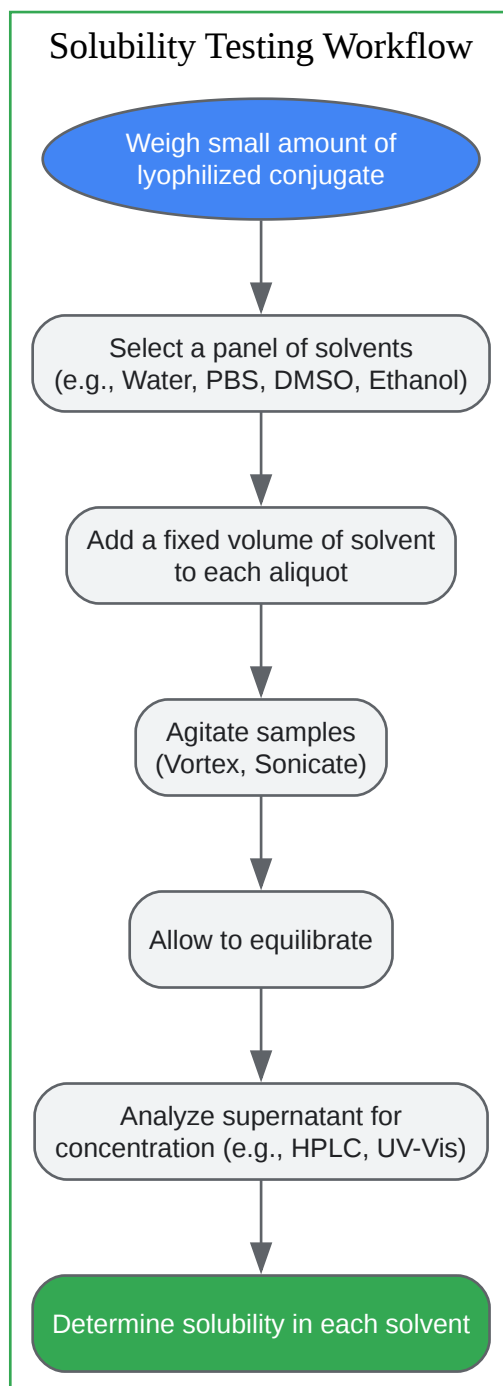 Solubility Testing Workflow
Weigh small amount of
lyophilized conjugate
Select a panel of solvents
(e.g., Water, PBS, DMSO, Ethanol)
Add a fixed volume of solvent
to each aliquot
Agitate samples
(Vortex, Sonicate)
Allow to equilibrate
Analyze supernatant for
concentration (e.g., HPLC, UV-Vis)
Determine solubility in each solvent